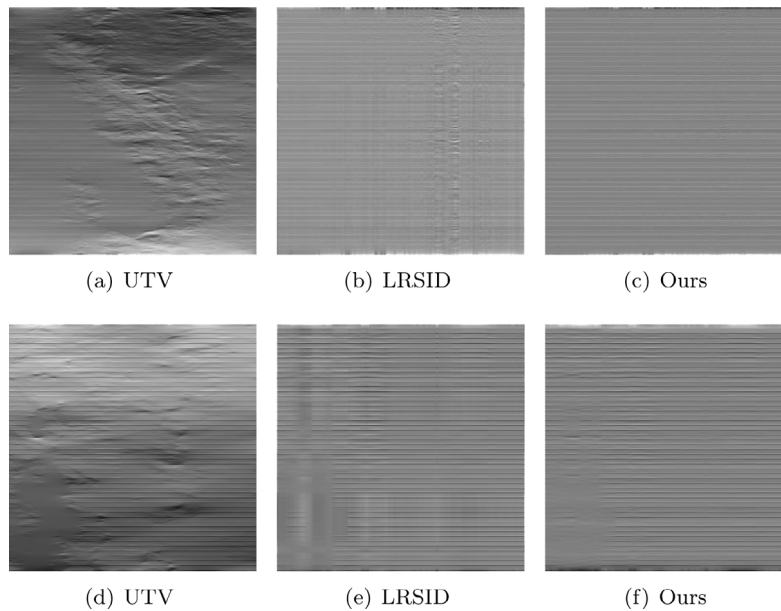 (a) UTV
(b) LRSID
(c) Ours
(d) UTV
(e) LRSID
(f) Ours